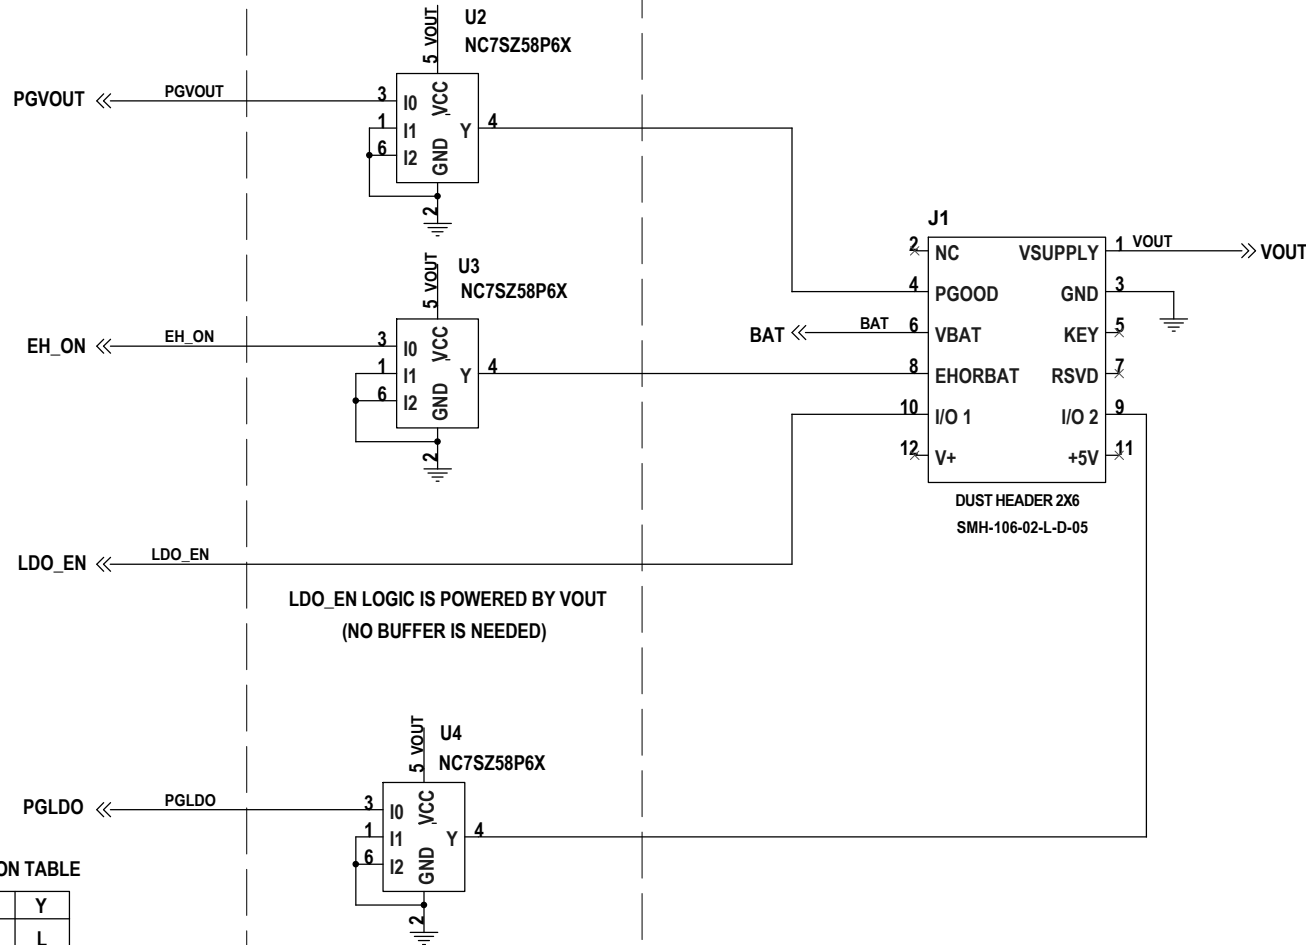 VOUT
5
U2
NC7SZ58P6X
PGVOUT
PGVOUT
3
1
6
I0
I1
I2
VCC
GND
Y
4
2
VOUT
5
U3
NC7SZ58P6X
EH_ON
EH_ON
3
1
6
I0
I1
I2
VCC
GND
Y
4
2
J1
2 NC VSUPPLY 1 VOUT VOUT
4 PGOOD GND 3
BAT BAT 6 VBAT KEY 5
8 EHORBAT RSVD 7
10 I/O 1 I/O 2 9
12 V+ +5V 11
DUST HEADER 2X6
SMH-106-02-L-D-05
LDO_EN
LDO_EN
LDO_EN LOGIC IS POWERED BY VOUT
(NO BUFFER IS NEEDED)
VOUT
5
U4
NC7SZ58P6X
PGLDO
PGLDO
3
1
6
I0
I1
I2
VCC
GND
Y
4
2
ON TABLE
Y
L